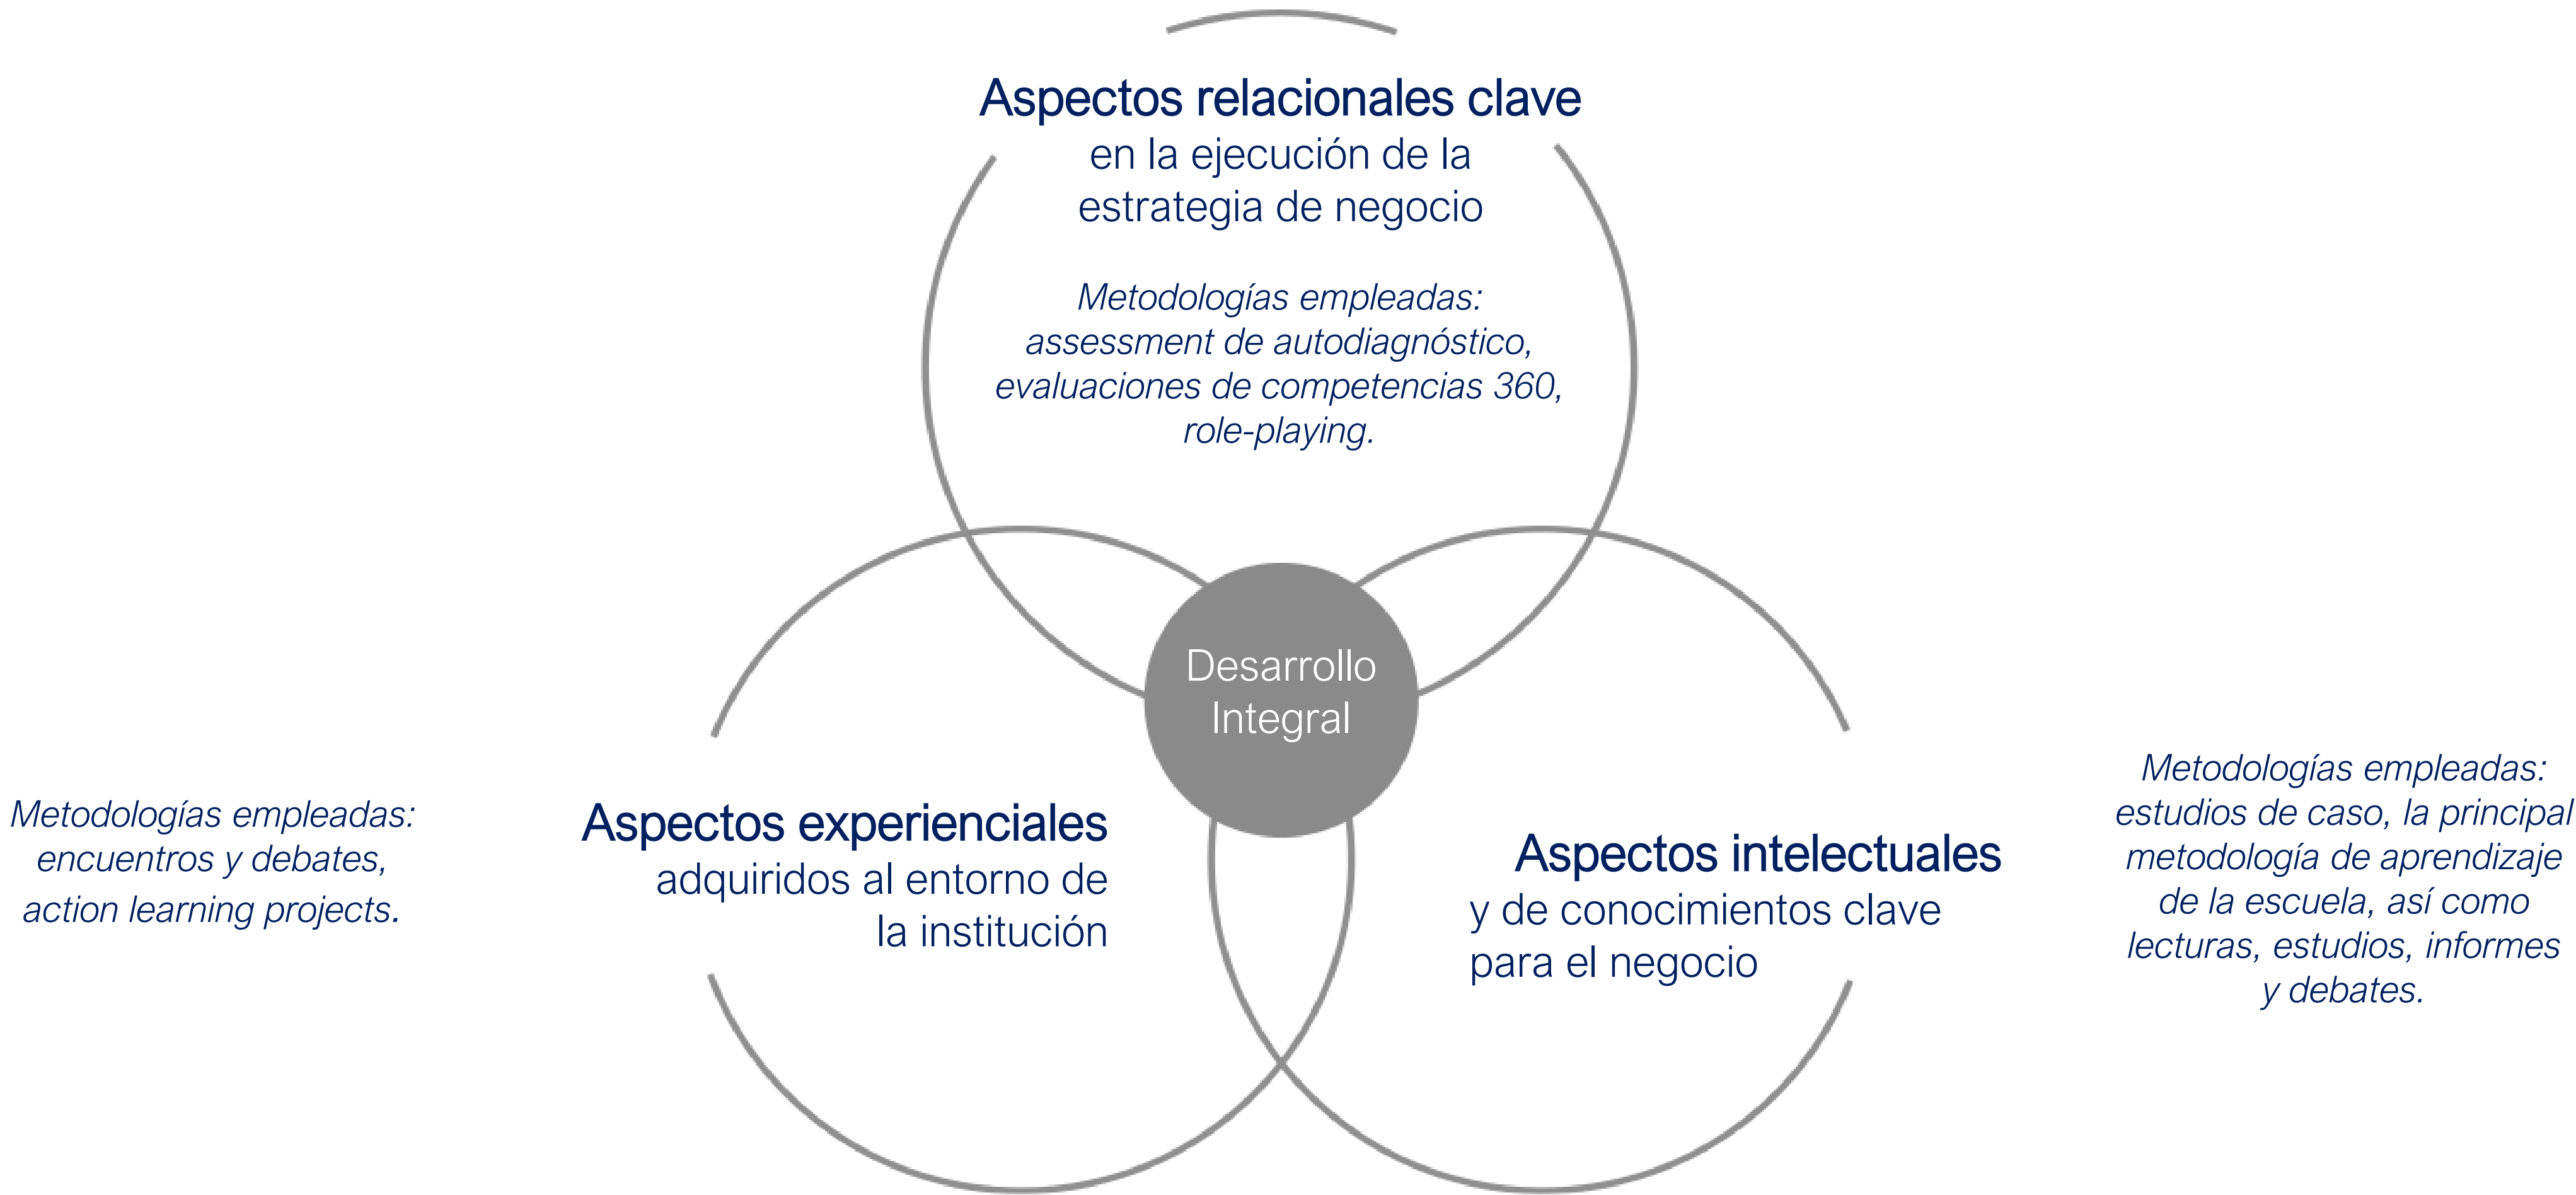 Aspectos relacionales clave
en la ejecución de la
estrategia de negocio
Metodologías empleadas:
assessment de autodiagnóstico,
evaluaciones de competencias 360,
role-playing.
Desarrollo
Integral
Metodologías empleadas:
encuentros y debates,
action learning projects.
Aspectos experienciales
adquiridos al entorno de
la institución
Aspectos intelectuales
y de conocimientos clave
para el negocio
Metodologías empleadas:
estudios de caso, la principal
metodología de aprendizaje
de la escuela, así como
lecturas, estudios, informes
y debates.